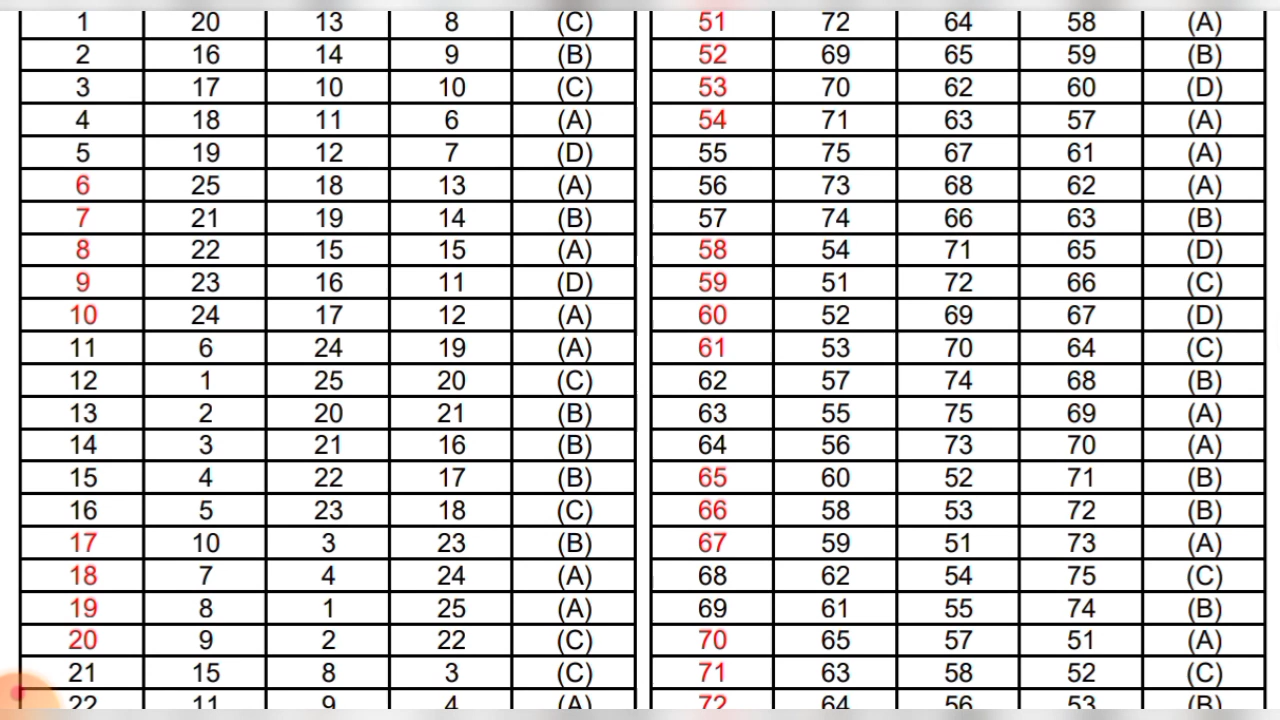 1 20 13 8 (C) 51 72 64 58 (A)
2 16 14 9 (B) 52 69 65 59 (B)
3 17 10 10 (C) 53 70 62 60 (D)
4 18 11 6 (A) 54 71 63 57 (A)
5 19 12 7 (D) 55 75 67 61 (A)
6 25 18 13 (A) 56 73 68 62 (A)
7 21 19 14 (B) 57 74 66 63 (B)
8 22 15 15 (A) 58 54 71 65 (D)
9 23 16 11 (D) 59 51 72 66 (C)
10 24 17 12 (A) 60 52 69 67 (D)
11 6 24 19 (A) 61 53 70 64 (C)
12 1 25 20 (C) 62 57 74 68 (B)
13 2 20 21 (B) 63 55 75 69 (A)
14 3 21 16 (B) 64 56 73 70 (A)
15 4 22 17 (B) 65 60 52 71 (B)
16 5 23 18 (C) 66 58 53 72 (B)
17 10 3 23 (B) 67 59 51 73 (A)
18 7 4 24 (A) 68 62 54 75 (C)
19 8 1 25 (A) 69 61 55 74 (B)
20 9 2 22 (C) 70 65 57 51 (A)
21 15 8 3 (C) 71 63 58 52 (C)
22 11 9 4 (A) 72 64 56 53 (B)